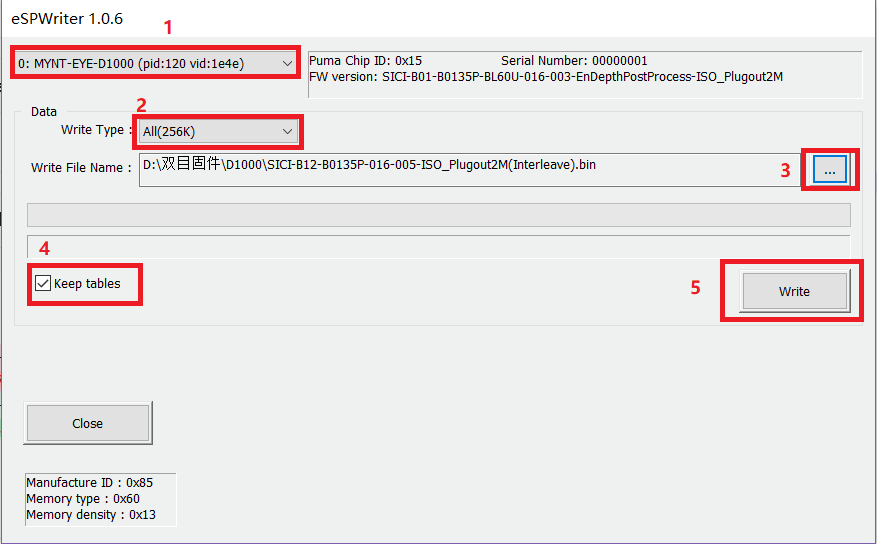 eSPWriter 1.0.6
1
0: MYNT-EYE-D1000 (pid:120 vid:1e4e)
Puma Chip ID: 0x15 Serial Number: 00000001
FW version: SICI-B01-B0135P-BL60U-016-003-EnDepthPostProcess-ISO_Plugout2M
Data
2
Write Type : All(256K)
Write File Name : D:\双目固件\D1000\SICI-B12-B0135P-016-005-ISO_Plugout2M(Interleave).bin
3 ...
4
Keep tables
5 Write
Close
Manufacture ID : 0x85
Memory type : 0x60
Memory density : 0x13